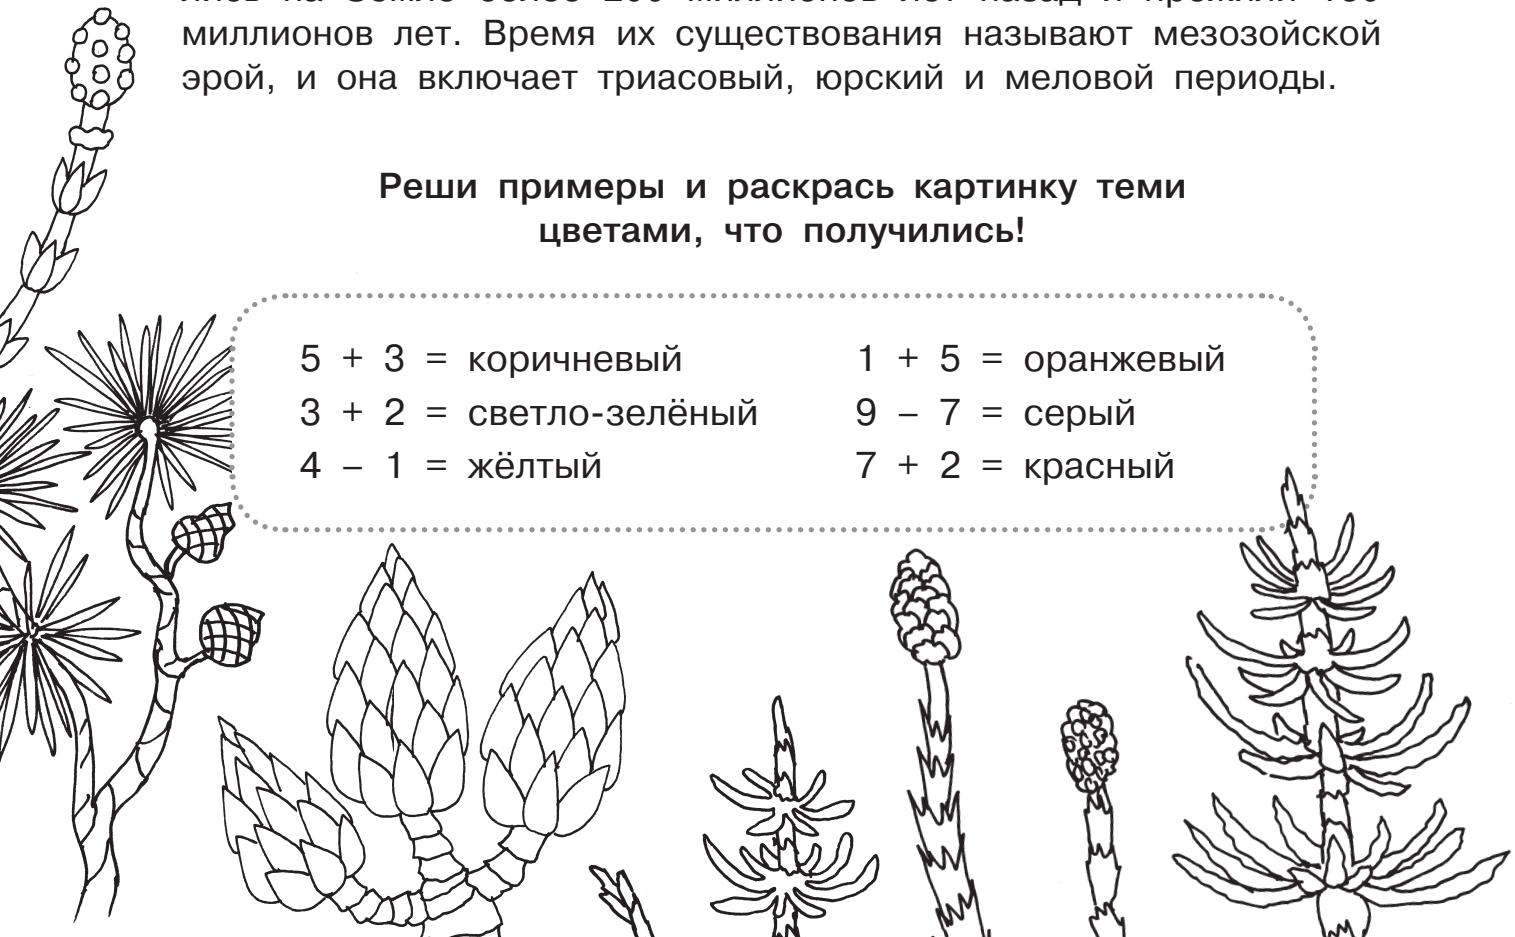 миллионов лет. Время их существования называют мезозойской
эрой, и она включает триасовый, юрский и меловой периоды.
Реши примеры и раскрась картинку теми
цветами, что получились!
5 + 3 = коричневый
3 + 2 = светло-зелёный
4 – 1 = жёлтый
1 + 5 = оранжевый
9 – 7 = серый
7 + 2 = красный